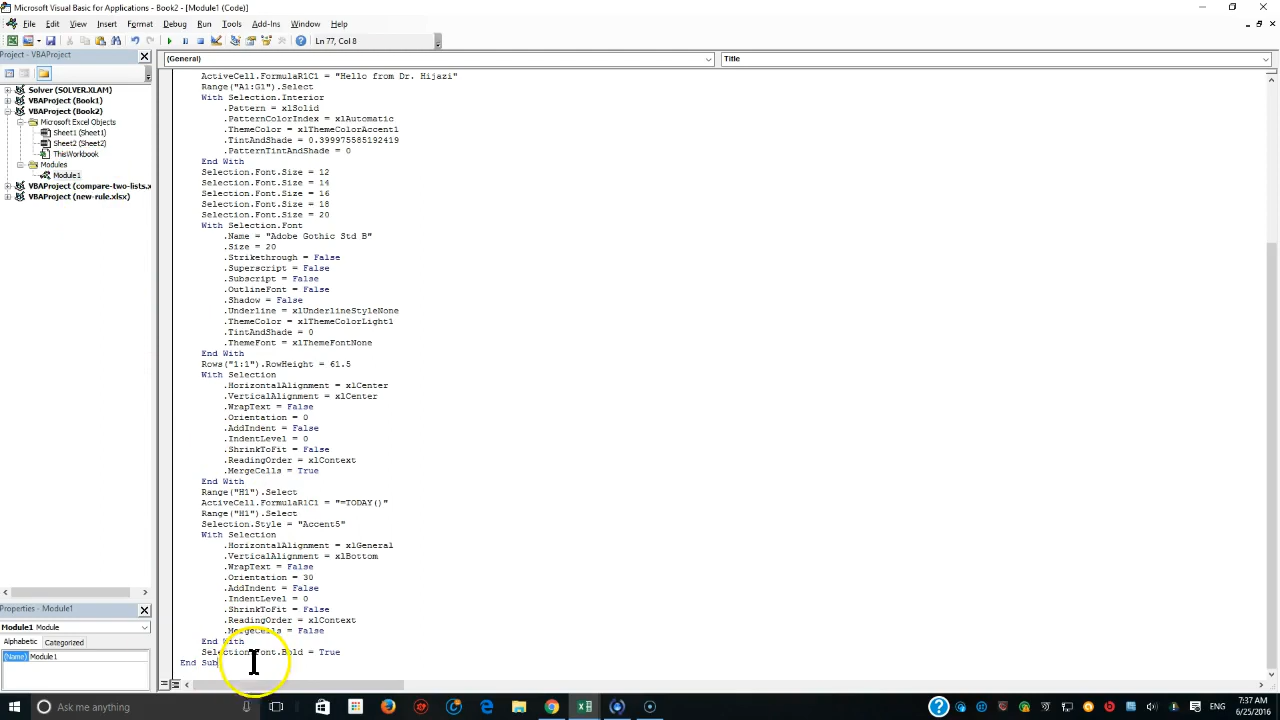 Microsoft Visual Basic for Applications - Book2 - [Module1 (Code)]
File Edit View Insert Format Debug Run Tools Add-Ins Window Help
Ln 77, Col 8
Project - VBAProject
(General) Title
Solver (SOLVER.XLAM)
VBAProject (Book1)
VBAProject (Book2)
Microsoft Excel Objects
Sheet1 (Sheet1)
Sheet2 (Sheet2)
ThisWorkbook
Modules
Module1
VBAProject (compare-two-lists.x
VBAProject (new-rule.xlsx)
ActiveCell.FormulaR1C1 = "Hello from Dr. Hijazi"
Range("A1:G1").Select
With Selection.Interior
.Pattern = xlSolid
.PatternColorIndex = xlAutomatic
.ThemeColor = xlThemeColorAccent1
.TintAndShade = 0.399975585192419
.PatternTintAndShade = 0
End With
Selection.Font.Size = 12
Selection.Font.Size = 14
Selection.Font.Size = 16
Selection.Font.Size = 18
Selection.Font.Size = 20
With Selection.Font
.Name = "Adobe Gothic Std B"
.Size = 20
.Strikethrough = False
.Superscript = False
.Subscript = False
.OutlineFont = False
.Shadow = False
.Underline = xlUnderlineStyleNone
.ThemeColor = xlThemeColorLight1
.TintAndShade = 0
.ThemeFont = xlThemeFontNone
End With
Rows("1:1").RowHeight = 61.5
With Selection
.HorizontalAlignment = xlCenter
.VerticalAlignment = xlCenter
.WrapText = False
.Orientation = 0
.AddIndent = False
.IndentLevel = 0
.ShrinkToFit = False
.ReadingOrder = xlContext
.MergeCells = True
End With
Range("H1").Select
ActiveCell.FormulaR1C1 = "=TODAY()"
Range("H1").Select
Selection.Style = "Accent5"
With Selection
.HorizontalAlignment = xlGeneral
.VerticalAlignment = xlBottom
.WrapText = False
.Orientation = 30
.AddIndent = False
.IndentLevel = 0
.ShrinkToFit = False
.ReadingOrder = xlContext
.MergeCells = False
End With
Selection.Font.Bold = True
End Sub
Properties - Module1
Module1 Module
Alphabetic Categorized
(Name) Module1
Ask me anything
ENG
7:37 AM
6/25/2016